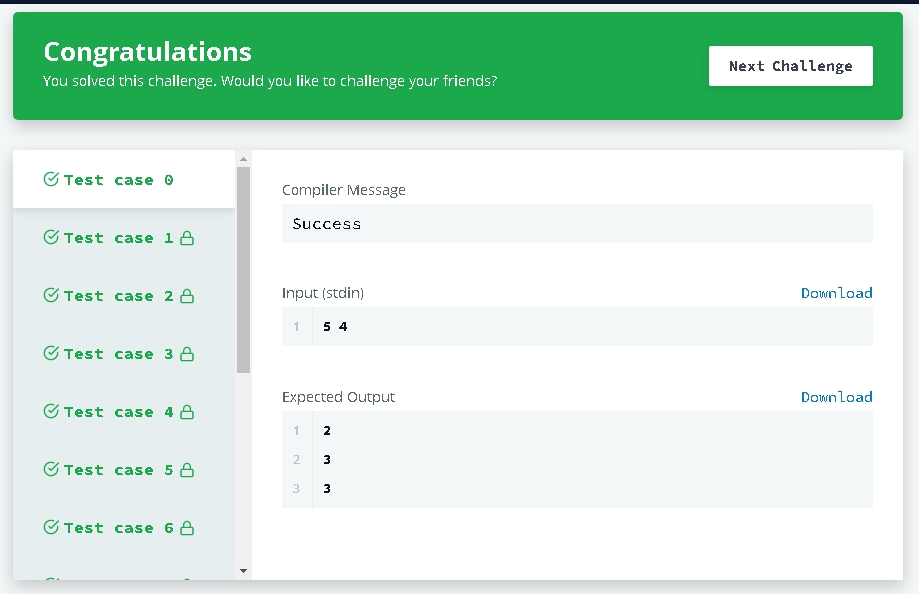 Congratulations
You solved this challenge. Would you like to challenge your friends?
Next Challenge
Test case 0
Test case 1
Test case 2
Test case 3
Test case 4
Test case 5
Test case 6
Compiler Message
Success
Input (stdin)
Download
1 5 4
Expected Output
Download
1 2
2 3
3 3